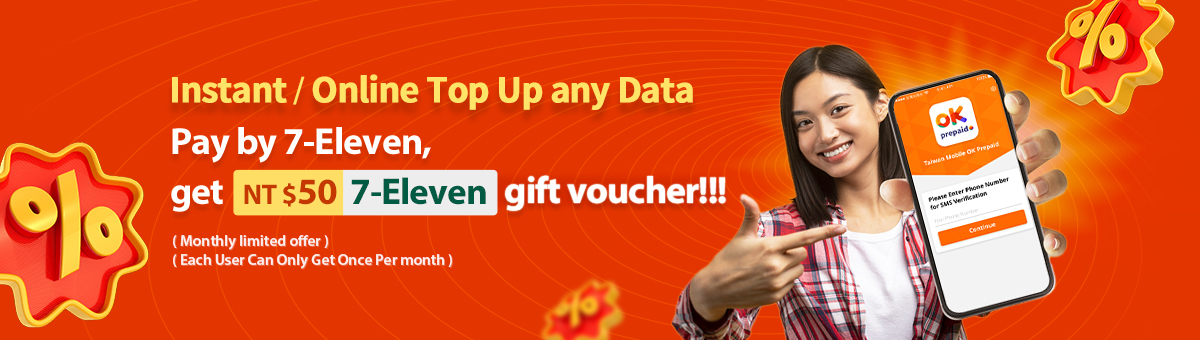 Instant / Online Top Up any Data
Pay by 7-Eleven,
get NT $50 7-Eleven gift voucher!!!
( Monthly limited offer )
( Each User Can Only Get Once Per month )
%
%
%
OK
prepaid
Taiwan Mobile OK Prepaid
Please Enter Phone Number
for SMS Verification
Continue